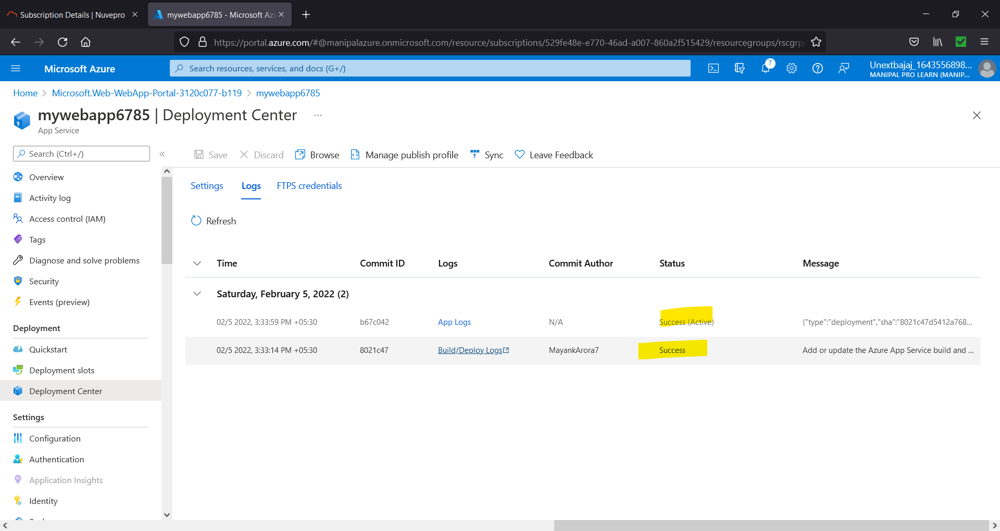 Subscription Details | Nuvepro
mywebapp6785 - Microsoft Az
https://portal.azure.com/#@manipalazure.onmicrosoft.com/resource/subscriptions/529fe48e-e770-46ad-a007-860a2f515429/resourcegroups/rscgrp/
Microsoft Azure
Search resources, services, and docs (G+/)
7
Unextbajaj_1643556898...
MANIPAL PRO LEARN (MANIP...
Home > Microsoft.Web-WebApp-Portal-3120c077-b119 > mywebapp6785
mywebapp6785 | Deployment Center ...
App Service
Search (Ctrl+/)
«
Save
Discard
Browse
Manage publish profile
Sync
Leave Feedback
Overview
Activity log
Access control (IAM)
Tags
Diagnose and solve problems
Security
Events (preview)
Deployment
Quickstart
Deployment slots
Deployment Center
Settings
Configuration
Authentication
Application Insights
Identity
Settings Logs FTPS credentials
Refresh
Time Commit ID Logs Commit Author Status Message
Saturday, February 5, 2022 (2)
02/5 2022, 3:33:59 PM +05:30 b67c042 App Logs N/A Success (Active) {"type":"deployment","sha":"8021c47d5412a768...
02/5 2022, 3:33:14 PM +05:30 8021c47 Build/Deploy Logs MayankArora7 Success Add or update the Azure App Service build and ...